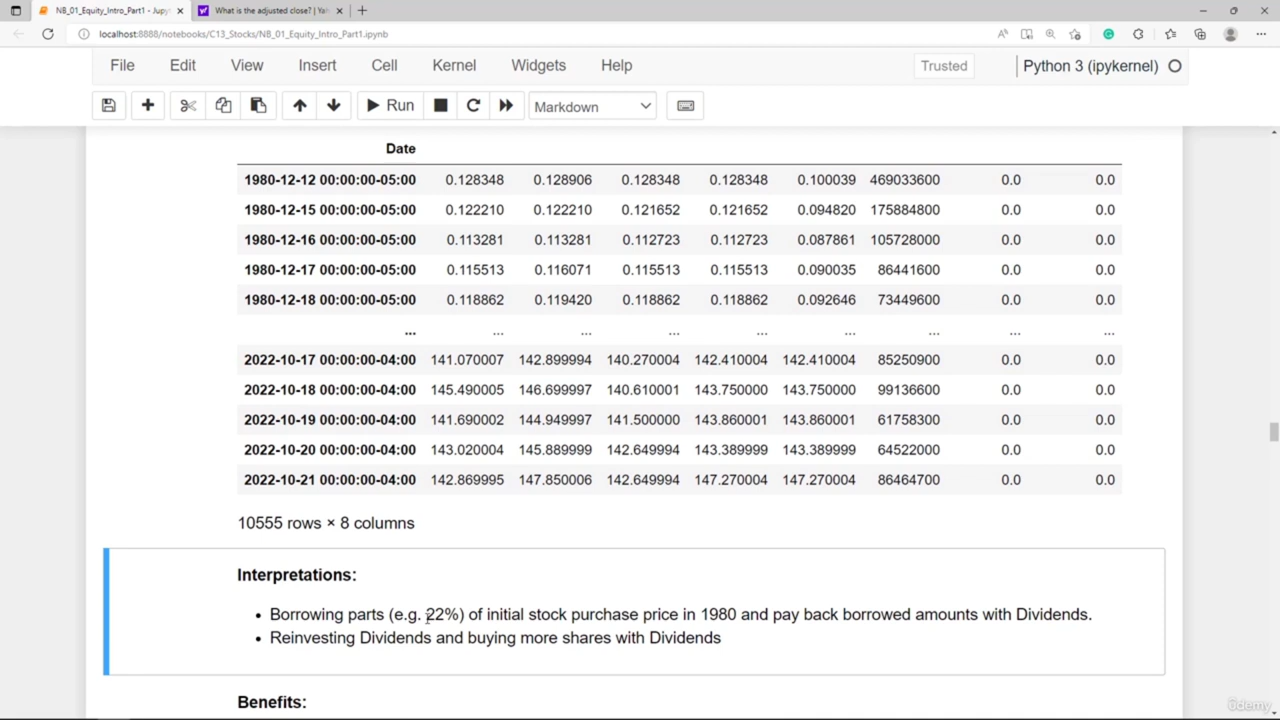 NB_01_Equity_Intro_Part1 - Jupy
What is the adjusted close? | Ya
localhost:8888/notebooks/C13_Stocks/NB_01_Equity_Intro_Part1.ipynb
File Edit View Insert Cell Kernel Widgets Help Trusted Python 3 (ipykernel)
Run Markdown
Date
1980-12-12 00:00:00-05:00 0.128348 0.128906 0.128348 0.128348 0.100039 469033600 0.0 0.0
1980-12-15 00:00:00-05:00 0.122210 0.122210 0.121652 0.121652 0.094820 175884800 0.0 0.0
1980-12-16 00:00:00-05:00 0.113281 0.113281 0.112723 0.112723 0.087861 105728000 0.0 0.0
1980-12-17 00:00:00-05:00 0.115513 0.116071 0.115513 0.115513 0.090035 86441600 0.0 0.0
1980-12-18 00:00:00-05:00 0.118862 0.119420 0.118862 0.118862 0.092646 73449600 0.0 0.0
... ... ... ... ... ... ... ... ...
2022-10-17 00:00:00-04:00 141.070007 142.899994 140.270004 142.410004 142.410004 85250900 0.0 0.0
2022-10-18 00:00:00-04:00 145.490005 146.699997 140.610001 143.750000 143.750000 99136600 0.0 0.0
2022-10-19 00:00:00-04:00 141.690002 144.949997 141.500000 143.860001 143.860001 61758300 0.0 0.0
2022-10-20 00:00:00-04:00 143.020004 145.889999 142.649994 143.389999 143.389999 64522000 0.0 0.0
2022-10-21 00:00:00-04:00 142.869995 147.850006 142.649994 147.270004 147.270004 86464700 0.0 0.0
10555 rows × 8 columns
Interpretations:
• Borrowing parts (e.g. 22%) of initial stock purchase price in 1980 and pay back borrowed amounts with Dividends.
• Reinvesting Dividends and buying more shares with Dividends
Benefits:
ûdemy